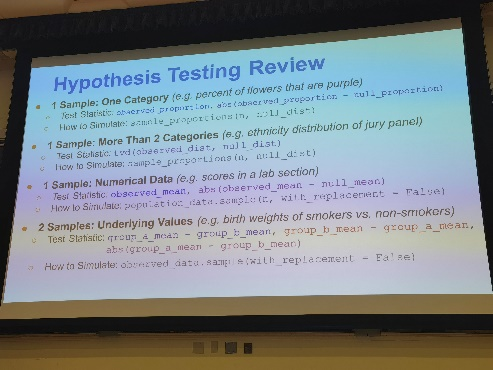 Hypothesis Testing Review
● 1 Sample: One Category (e.g. percent of flowers that are purple)
○ Test Statistic: observed_proportion, abs(observed_proportion - null_proportion)
○ How to Simulate: sample_proportions(n, null_dist)
● 1 Sample: More Than 2 Categories (e.g. ethnicity distribution of jury panel)
○ Test Statistic: tvd(observed_dist, null_dist)
○ How to Simulate: sample_proportions(n, null_dist)
● 1 Sample: Numerical Data (e.g. scores in a lab section)
○ Test Statistic: observed_mean, abs(observed_mean - null_mean)
○ How to Simulate: population_data.sample(n, with_replacement = False)
● 2 Samples: Underlying Values (e.g. birth weights of smokers vs. non-smokers)
○ Test Statistic: group_a_mean - group_b_mean, group_b_mean - group_a_mean,
abs(group_a_mean - group_b_mean)
○ How to Simulate: observed_data.sample(with_replacement = False)